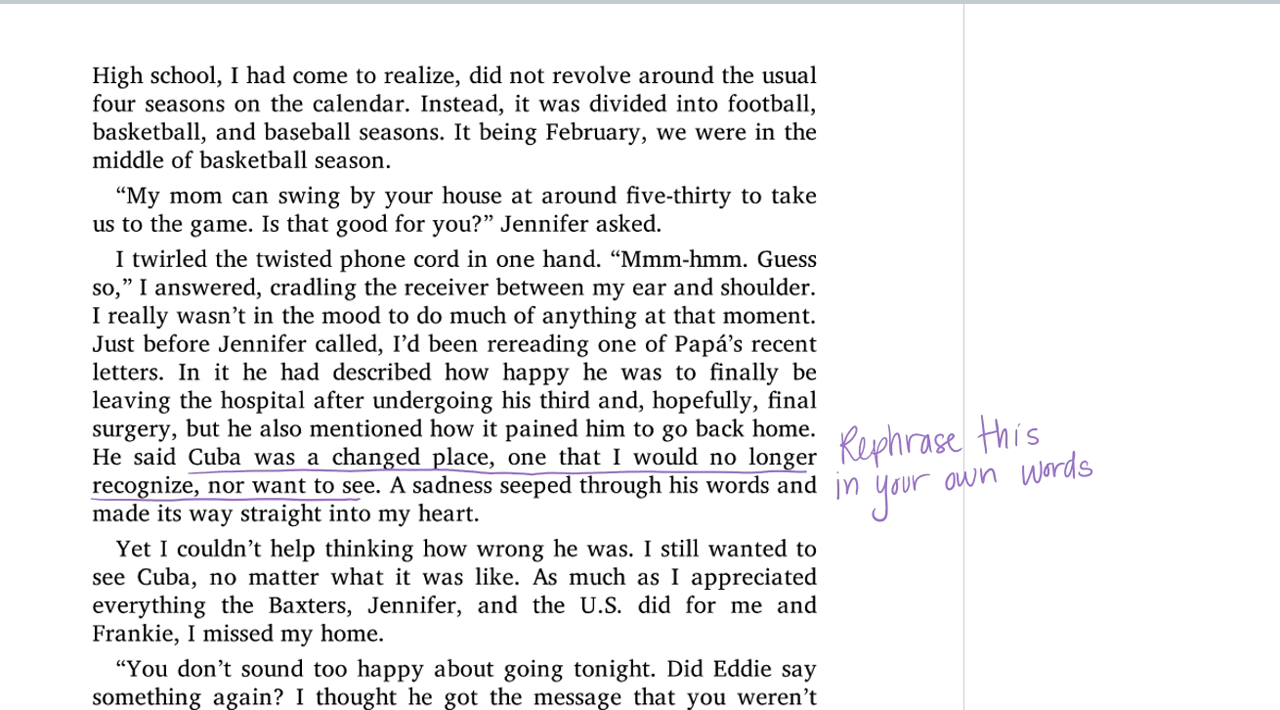 High school, I had come to realize, did not revolve around the usual
four seasons on the calendar. Instead, it was divided into football,
basketball, and baseball seasons. It being February, we were in the
middle of basketball season.
“My mom can swing by your house at around five-thirty to take
us to the game. Is that good for you?” Jennifer asked.
I twirled the twisted phone cord in one hand. “Mmm-hmm. Guess
so,” I answered, cradling the receiver between my ear and shoulder.
I really wasn’t in the mood to do much of anything at that moment.
Just before Jennifer called, I’d been rereading one of Papá’s recent
letters. In it he had described how happy he was to finally be
leaving the hospital after undergoing his third and, hopefully, final
surgery, but he also mentioned how it pained him to go back home.
He said Cuba was a changed place, one that I would no longer
recognize, nor want to see. A sadness seeped through his words and
made its way straight into my heart.
Rephrase this
in your own words
Yet I couldn’t help thinking how wrong he was. I still wanted to
see Cuba, no matter what it was like. As much as I appreciated
everything the Baxters, Jennifer, and the U.S. did for me and
Frankie, I missed my home.
“You don’t sound too happy about going tonight. Did Eddie say
something again? I thought he got the message that you weren’t